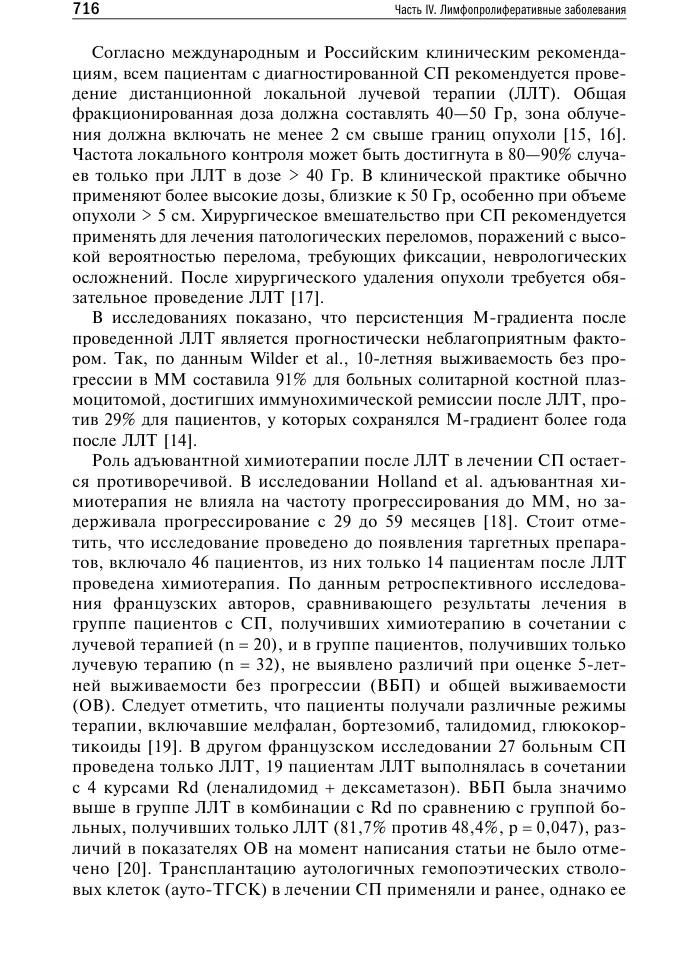 716
Часть IV. Лимфопролиферативные заболевания
Согласно международным и Российским клиническим рекоменда-
циям, всем пациентам с диагностированной СП рекомендуется прове-
дение дистанционной локальной лучевой терапии (ЛЛТ). Общая
фракционированная доза должна составлять 40—50 Гр, зона облуче-
ния должна включать не менее 2 см свыше границ опухоли [15, 16].
Частота локального контроля может быть достигнута в 80—90% случа-
ев только при ЛЛТ в дозе > 40 Гр. В клинической практике обычно
применяют более высокие дозы, близкие к 50 Гр, особенно при объеме
опухоли > 5 см. Хирургическое вмешательство при СП рекомендуется
применять для лечения патологических переломов, поражений с высо-
кой вероятностью перелома, требующих фиксации, неврологических
осложнений. После хирургического удаления опухоли требуется обя-
зательное проведение ЛЛТ [17].
В исследованиях показано, что персистенция М-градиента после
проведенной ЛЛТ является прогностически неблагоприятным факто-
ром. Так, по данным Wilder et al., 10-летняя выживаемость без про-
грессии в ММ составила 91% для больных солитарной костной плаз-
моцитомой, достигших иммунохимической ремиссии после ЛЛТ, про-
тив 29% для пациентов, у которых сохранялся М-градиент более года
после ЛЛТ [14].
Роль адъювантной химиотерапии после ЛЛТ в лечении СП остает-
ся противоречивой. В исследовании Holland et al. адъювантная хи-
миотерапия не влияла на частоту прогрессирования до ММ, но за-
держивала прогрессирование с 29 до 59 месяцев [18]. Стоит отме-
тить, что исследование проведено до появления таргетных препара-
тов, включало 46 пациентов, из них только 14 пациентам после ЛЛТ
проведена химиотерапия. По данным ретроспективного исследова-
ния французских авторов, сравнивающего результаты лечения в
группе пациентов с СП, получивших химиотерапию в сочетании с
лучевой терапией (n = 20), и в группе пациентов, получивших только
лучевую терапию (n = 32), не выявлено различий при оценке 5-лет-
ней выживаемости без прогрессии (ВБП) и общей выживаемости
(ОВ). Следует отметить, что пациенты получали различные режимы
терапии, включавшие мелфалан, бортезомиб, талидомид, глюкокор-
тикоиды [19]. В другом французском исследовании 27 больным СП
проведена только ЛЛТ, 19 пациентам ЛЛТ выполнялась в сочетании
с 4 курсами Rd (леналидомид + дексаметазон). ВБП была значимо
выше в группе ЛЛТ в комбинации с Rd по сравнению с группой бо-
льных, получивших только ЛЛТ (81,7% против 48,4%, p = 0,047), раз-
личий в показателях ОВ на момент написания статьи не было отме-
чено [20]. Трансплантацию аутологичных гемопоэтических стволо-
вых клеток (ауто-ТГСК) в лечении СП применяли и ранее, однако ее